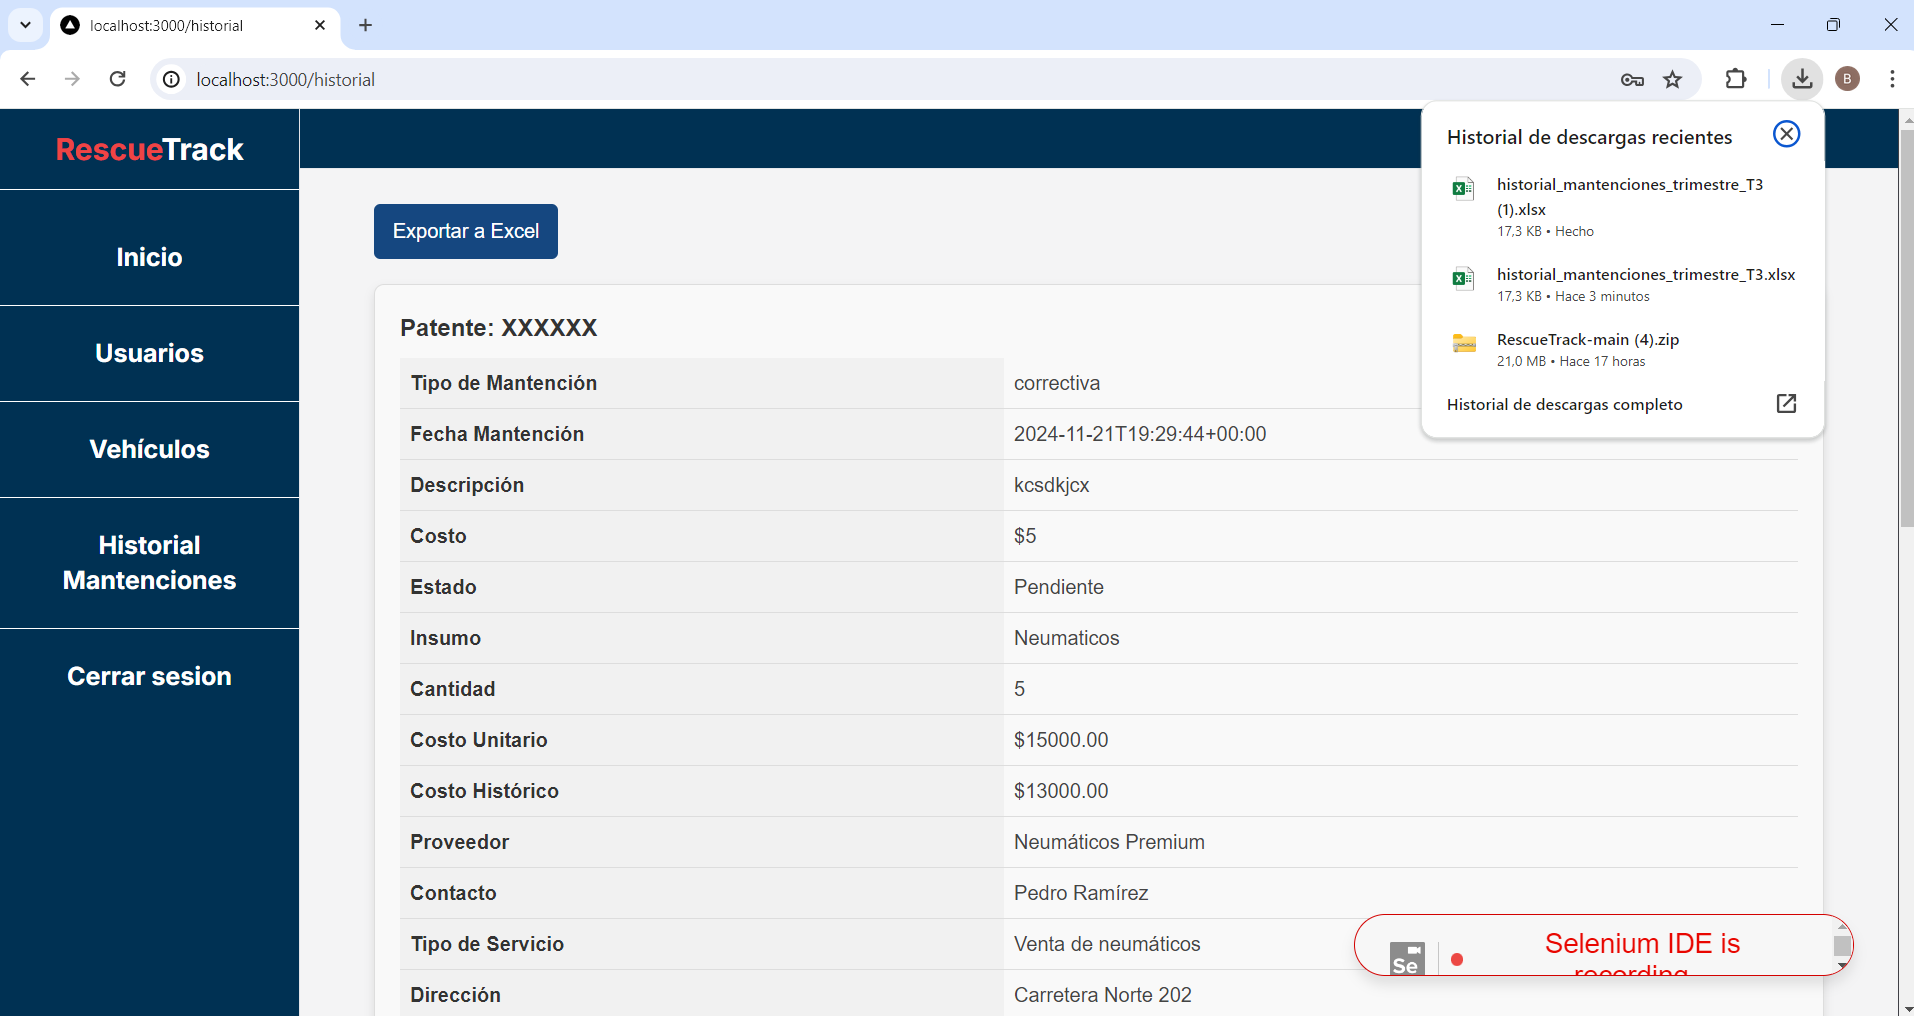 localhost:3000/historial
localhost:3000/historial
B
RescueTrack
Inicio
Usuarios
Vehículos
Historial
Mantenciones
Cerrar sesion
Exportar a Excel
Patente: XXXXXX
Tipo de Mantención correctiva
Fecha Mantención 2024-11-21T19:29:44+00:00
Descripción kcsdkjcx
Costo $5
Estado Pendiente
Insumo Neumaticos
Cantidad 5
Costo Unitario $15000.00
Costo Histórico $13000.00
Proveedor Neumáticos Premium
Contacto Pedro Ramírez
Tipo de Servicio Venta de neumáticos
Dirección Carretera Norte 202
Historial de descargas recientes
historial_mantenciones_trimestre_T3
(1).xlsx
17,3 KB • Hecho
historial_mantenciones_trimestre_T3.xlsx
17,3 KB • Hace 3 minutos
RescueTrack-main (4).zip
21,0 MB • Hace 17 horas
Historial de descargas completo
Se
Selenium IDE is
recording